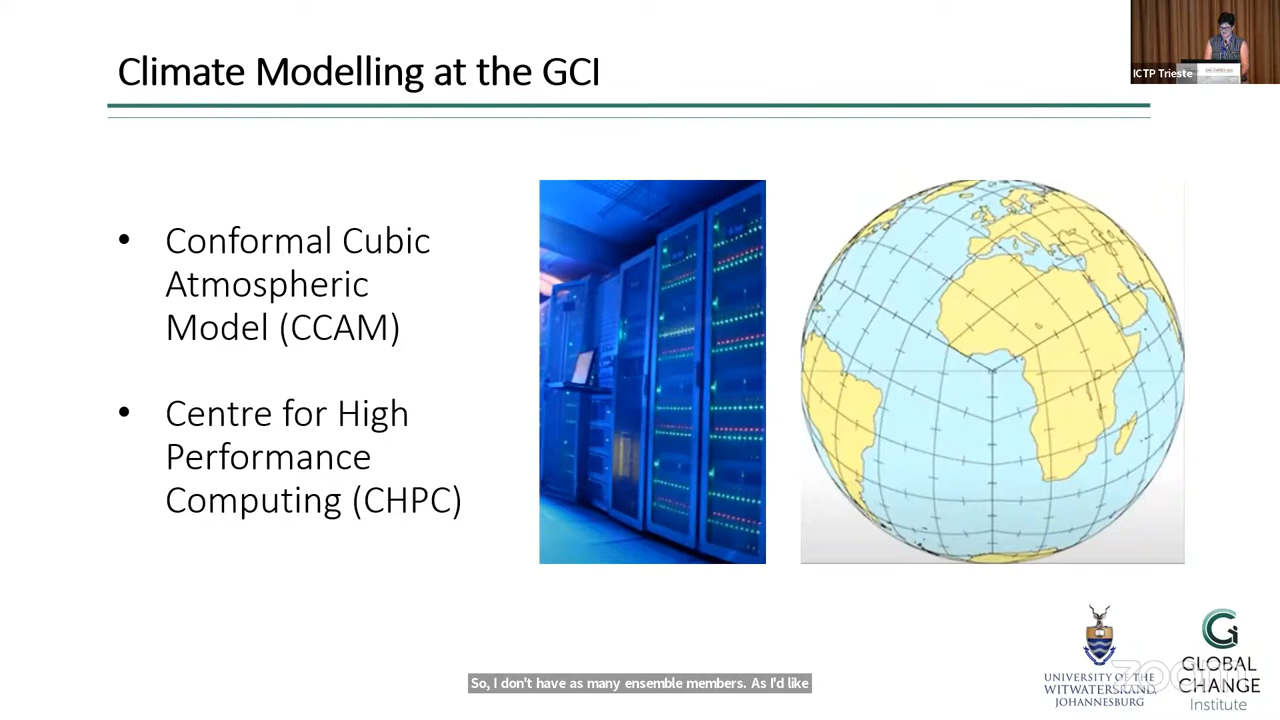 Climate Modelling at the GCI
ICTP Trieste
• Conformal Cubic
Atmospheric
Model (CCAM)
• Centre for High
Performance
Computing (CHPC)
UNIVERSITY OF THE
WITWATERSRAND,
JOHANNESBURG
GLOBAL
CHANGE
Institute
zoom
So, I don't have as many ensemble members. As I'd like